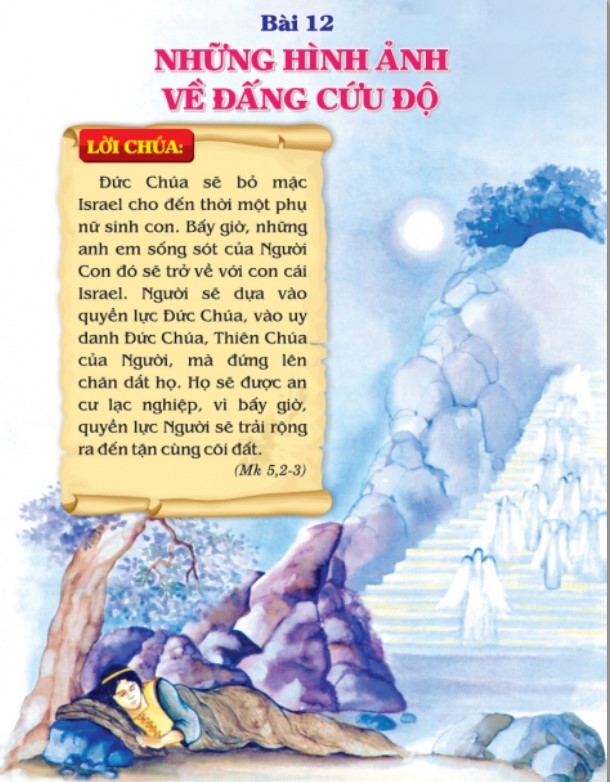 Bài 12
NHỮNG HÌNH ẢNH
VỀ ĐẤNG CỨU ĐỘ
LỜI CHÚA:
Đức Chúa sẽ bỏ mặc
Israel cho đến thời một phụ
nữ sinh con. Bấy giờ, những
anh em sống sót của Người
Con đó sẽ trở về với con cái
Israel. Người sẽ dựa vào
quyền lực Đức Chúa, vào uy
danh Đức Chúa, Thiên Chúa
của Người, mà đứng lên
chăn dắt họ. Họ sẽ được an
cư lạc nghiệp, vì bấy giờ,
quyền lực Người sẽ trải rộng
ra đến tận cùng cõi đất.
(Mk 5,2-3)